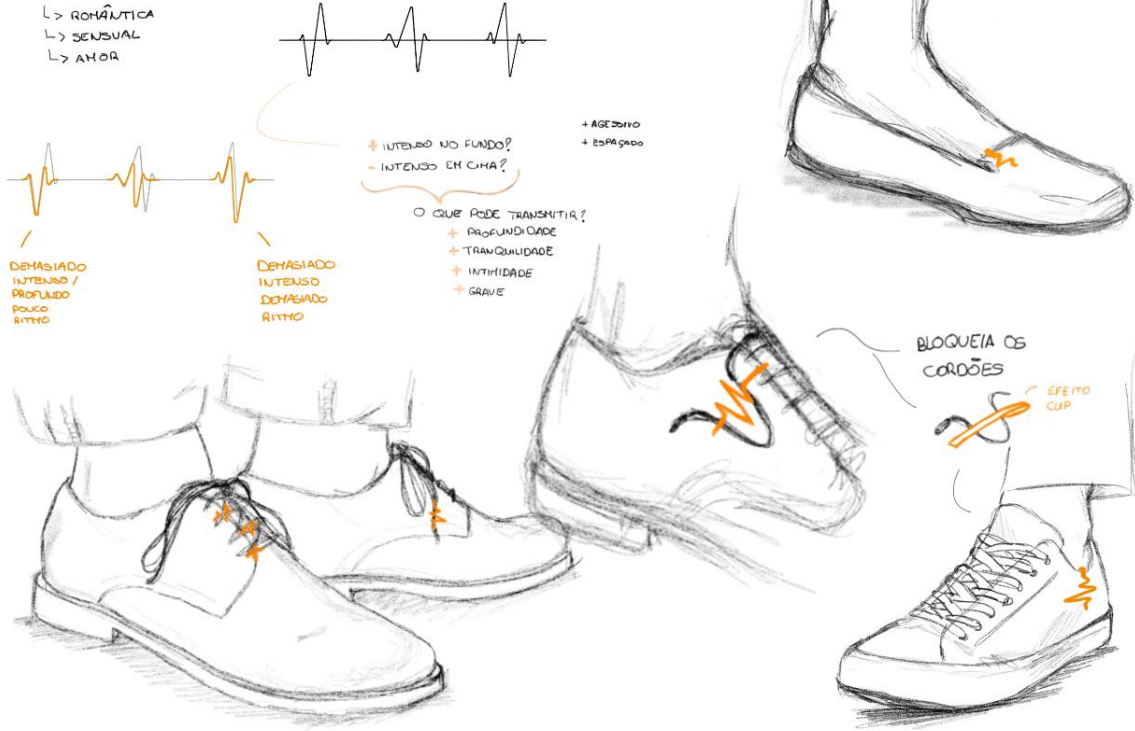 ↳ ROMÂNTICA
↳ SENSUAL
↳ AMOR
+ INTENSO NO FUNDO?
- INTENSO EM CIMA?
+ AGESSIVO
+ ESPAÇADO
O QUE PODE TRANSMITIR?
+ PROFUNDIDADE
+ TRANQUILIDADE
+ INTIMIDADE
+ GRAVE
DEMASIADO
INTENSO /
PROFUNDO
POUCO
RITMO
DEMASIADO
INTENSO
DEMASIADO
RITMO
BLOQUEIA OS
CORDÕES
EFEITO
CLIP